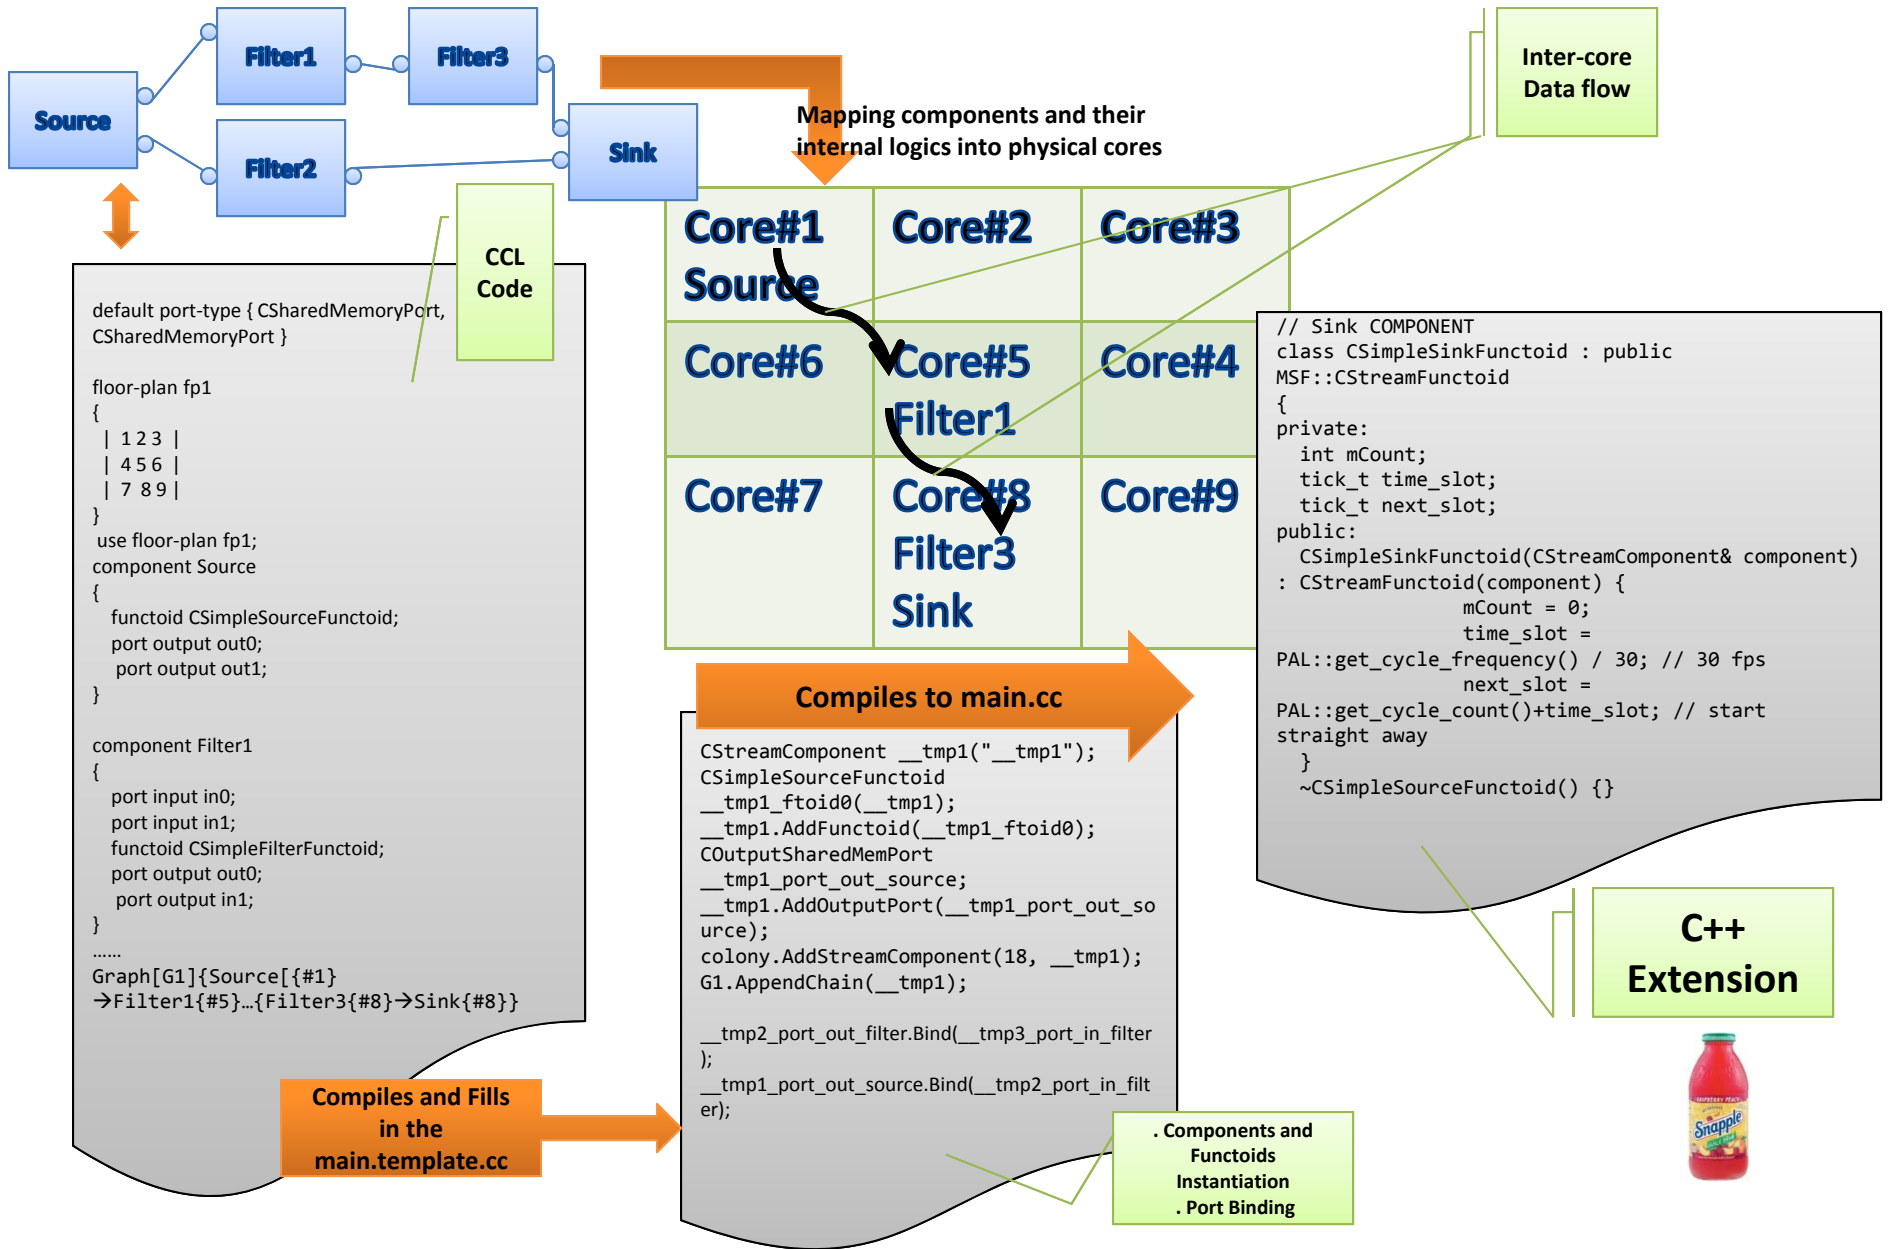 Filter1
Filter3
Source
Filter2
Sink
Mapping components and their
internal logics into physical cores
Inter-core
Data flow
CCL
Code
default port-type { CSharedMemoryPort,
CSharedMemoryPort }
floor-plan fp1
{
| 1 2 3 |
| 4 5 6 |
| 7 8 9 |
}
use floor-plan fp1;
component Source
{
functoid CSimpleSourceFunctoid;
port output out0;
port output out1;
}
component Filter1
{
port input in0;
port input in1;
functoid CSimpleFilterFunctoid;
port output out0;
port output in1;
}
......
Graph[G1]{Source[{#1}
→Filter1{#5}…{Filter3{#8}→Sink{#8}}
Compiles and Fills
in the
main.template.cc
Core#1
Source
Core#2
Core#3
Core#6
Core#5
Filter1
Core#4
Core#7
Core#8
Filter3
Sink
Core#9
Compiles to main.cc
CStreamComponent __tmp1("__tmp1");
CSimpleSourceFunctoid
__tmp1_ftoid0(__tmp1);
__tmp1.AddFunctoid(__tmp1_ftoid0);
COutputSharedMemPort
__tmp1_port_out_source;
__tmp1.AddOutputPort(__tmp1_port_out_so
urce);
colony.AddStreamComponent(18, __tmp1);
G1.AppendChain(__tmp1);
__tmp2_port_out_filter.Bind(__tmp3_port_in_filter
);
__tmp1_port_out_source.Bind(__tmp2_port_in_filt
er);
. Components and
Functoids
Instantiation
. Port Binding
// Sink COMPONENT
class CSimpleSinkFunctoid : public
MSF::CStreamFunctoid
{
private:
int mCount;
tick_t time_slot;
tick_t next_slot;
public:
CSimpleSinkFunctoid(CStreamComponent& component)
: CStreamFunctoid(component) {
mCount = 0;
time_slot =
PAL::get_cycle_frequency() / 30; // 30 fps
next_slot =
PAL::get_cycle_count()+time_slot; // start
straight away
}
~CSimpleSourceFunctoid() {}
C++
Extension
RASPBERRY PEACH
Snapple